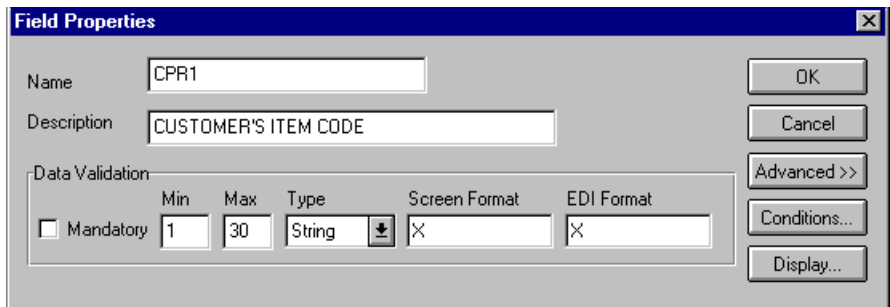 Field Properties
Name
CPR1
OK
Description
CUSTOMER'S ITEM CODE
Cancel
Data Validation
Advanced >>
Min
Max
Type
Screen Format
EDI Format
Mandatory
1
30
String
X
X
Conditions...
Display...